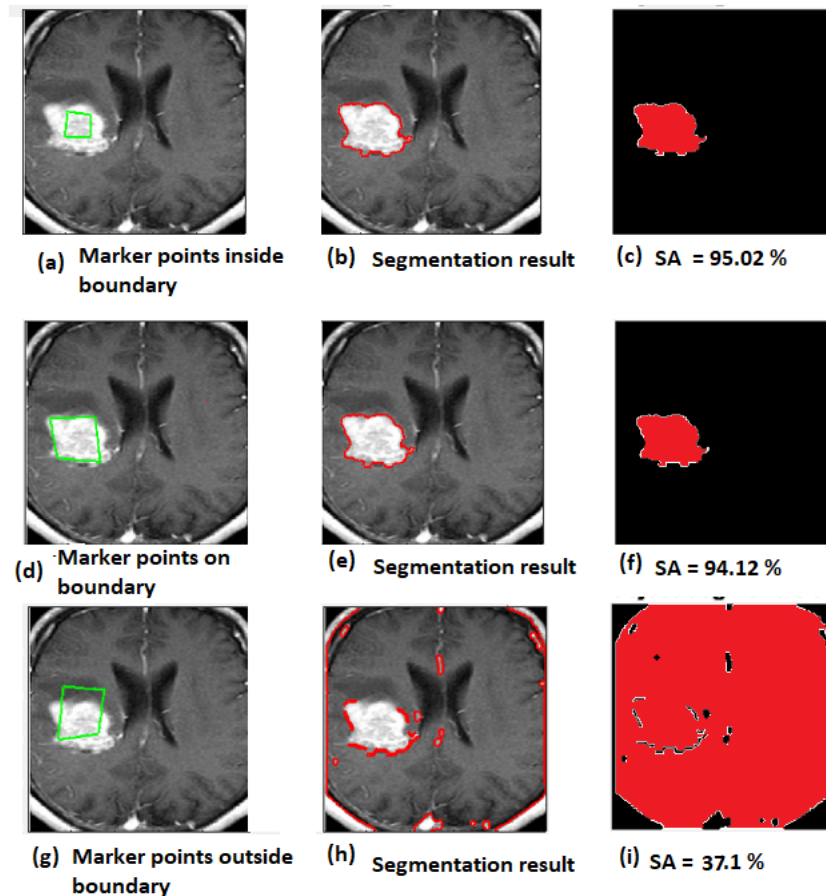 (a) Marker points inside
boundary
(b) Segmentation result
(c) SA = 95.02 %
(d) Marker points on
boundary
(e) Segmentation result
(f) SA = 94.12 %
(g) Marker points outside
boundary
(h) Segmentation result
(i) SA = 37.1 %